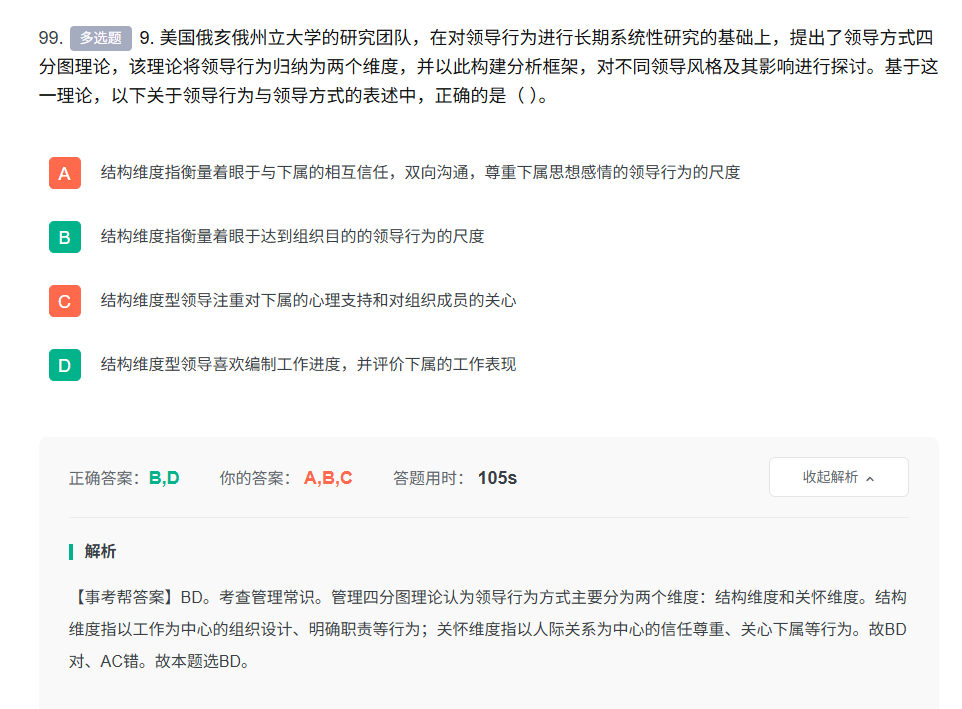 99. 多选题 9. 美国俄亥俄州立大学的研究团队，在对领导行为进行长期系统性研究的基础上，提出了领导方式四
分图理论，该理论将领导行为归纳为两个维度，并以此构建分析框架，对不同领导风格及其影响进行探讨。基于这
一理论，以下关于领导行为与领导方式的表述中，正确的是（ ）。
A 结构维度指衡量着眼于与下属的相互信任，双向沟通，尊重下属思想感情的领导行为的尺度
B 结构维度指衡量着眼于达到组织目的的领导行为的尺度
C 结构维度型领导注重对下属的心理支持和对组织成员的关心
D 结构维度型领导喜欢编制工作进度，并评价下属的工作表现
正确答案：B,D 你的答案： A,B,C 答题用时： 105s 收起解析
解析
【事考帮答案】BD。考查管理常识。管理四分图理论认为领导行为方式主要分为两个维度：结构维度和关怀维度。结构
维度指以工作为中心的组织设计、明确职责等行为；关怀维度指以人际关系为中心的信任尊重、关心下属等行为。故BD
对、AC错。故本题选BD。